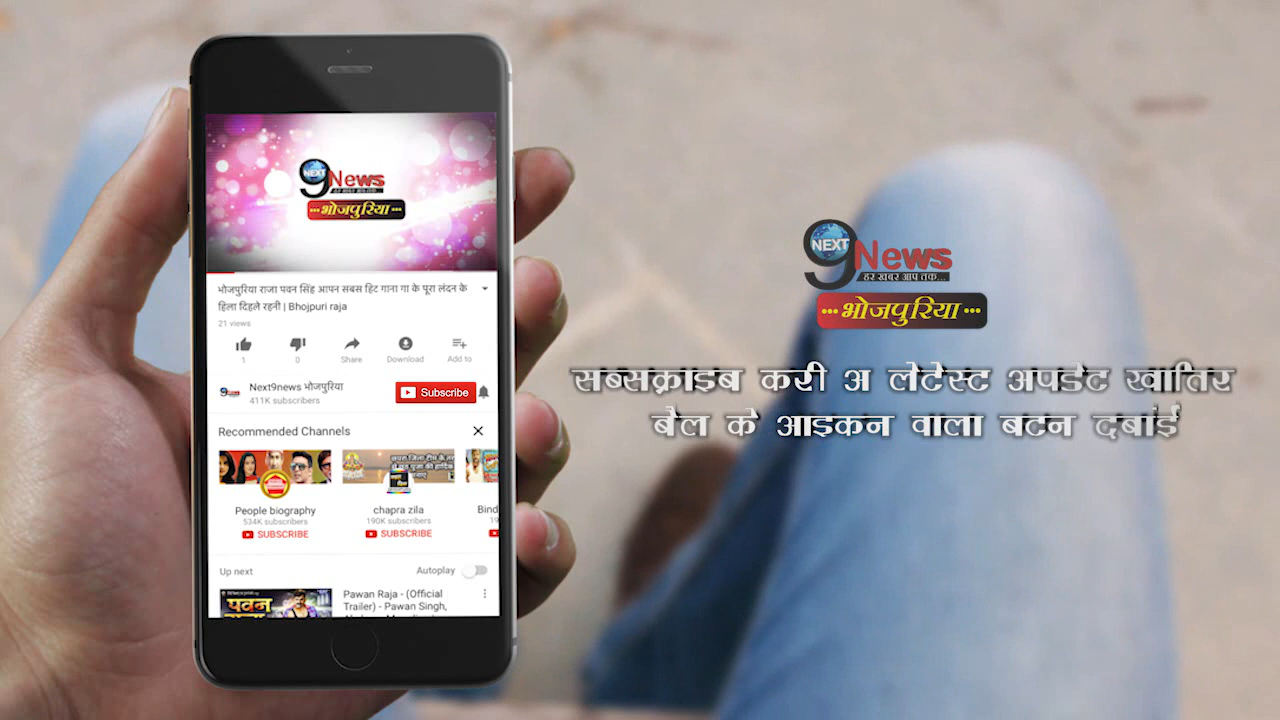 NEXT
9 News
हर खबर आप तक...
भोजपुरिया
भोजपुरिया राजा पवन सिंह आपन सबस हिट गाना गा के पूरा लंदन के
हिला दिहले रहनी | Bhojpuri raja
21 views
1
0
Share
Download
Add to
Next9news भोजपुरिया
411K subscribers
Subscribe
Recommended Channels
People biography
534K subscribers
SUBSCRIBE
chapra zila
190K subscribers
SUBSCRIBE
Bind
19
Up next
Autoplay
पवन
Pawan Raja - (Official
Trailer) - Pawan Singh,
NEXT
9 News
हर खबर आप तक...
भोजपुरिया
सब्सक्राइब करी अ लेटेस्ट अपडेट खातिर
बैल के आइकन वाला बटन दबांई